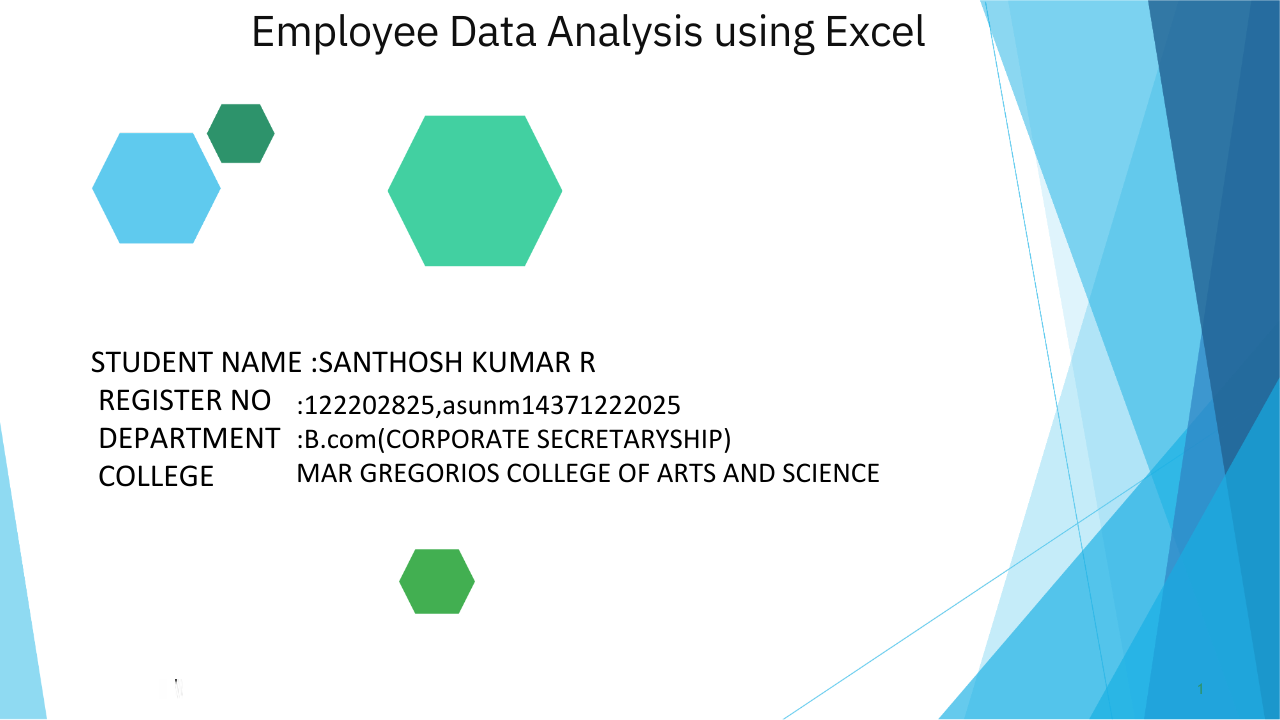 Employee Data Analysis using Excel
STUDENT NAME :SANTHOSH KUMAR R
REGISTER NO :122202825,asunm14371222025
DEPARTMENT :B.com(CORPORATE SECRETARYSHIP)
COLLEGE MAR GREGORIOS COLLEGE OF ARTS AND SCIENCE
1